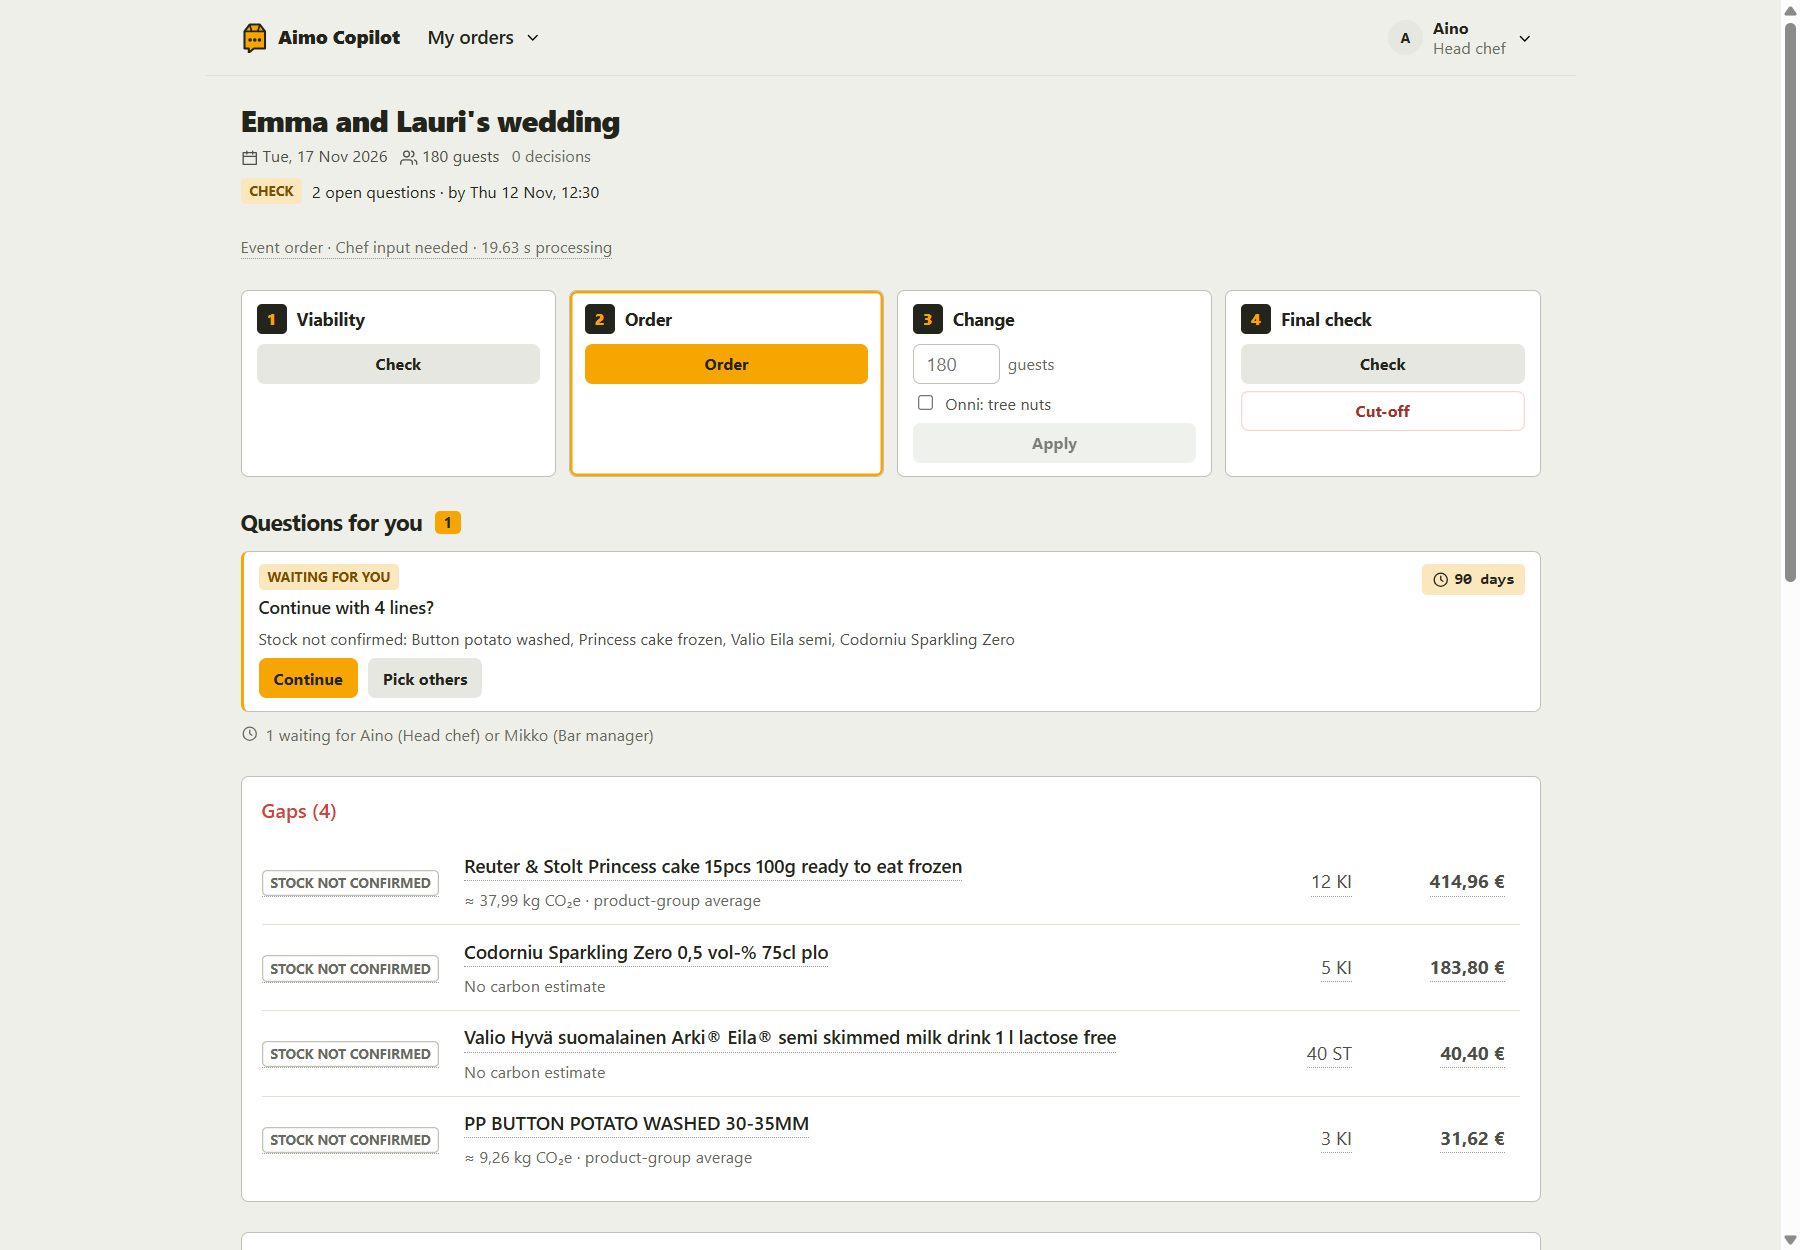 Aimo Copilot
My orders
A
Aino
Head chef
Emma and Lauri's wedding
Tue, 17 Nov 2026 180 guests 0 decisions
CHECK 2 open questions · by Thu 12 Nov, 12:30
Event order · Chef input needed · 19.63 s processing
1 Viability
Check
2 Order
Order
3 Change
180 guests
Onni: tree nuts
Apply
4 Final check
Check
Cut-off
Questions for you 1
WAITING FOR YOU
90 days
Continue with 4 lines?
Stock not confirmed: Button potato washed, Princess cake frozen, Valio Eila semi, Codorniu Sparkling Zero
Continue
Pick others
1 waiting for Aino (Head chef) or Mikko (Bar manager)
Gaps (4)
STOCK NOT CONFIRMED
Reuter & Stolt Princess cake 15pcs 100g ready to eat frozen
≈ 37,99 kg CO₂e · product-group average
12 KI
414,96 €
STOCK NOT CONFIRMED
Codorniu Sparkling Zero 0,5 vol-% 75cl plo
No carbon estimate
5 KI
183,80 €
STOCK NOT CONFIRMED
Valio Hyvä suomalainen Arki® Eila® semi skimmed milk drink 1 l lactose free
No carbon estimate
40 ST
40,40 €
STOCK NOT CONFIRMED
PP BUTTON POTATO WASHED 30-35MM
≈ 9,26 kg CO₂e · product-group average
3 KI
31,62 €